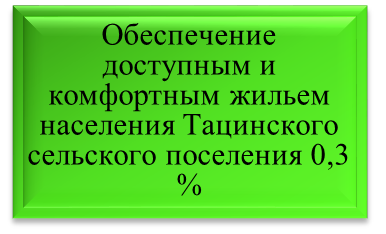 Обеспечение
доступным и
комфортным жильем
населения Тацинского
сельского поселения 0,3
%